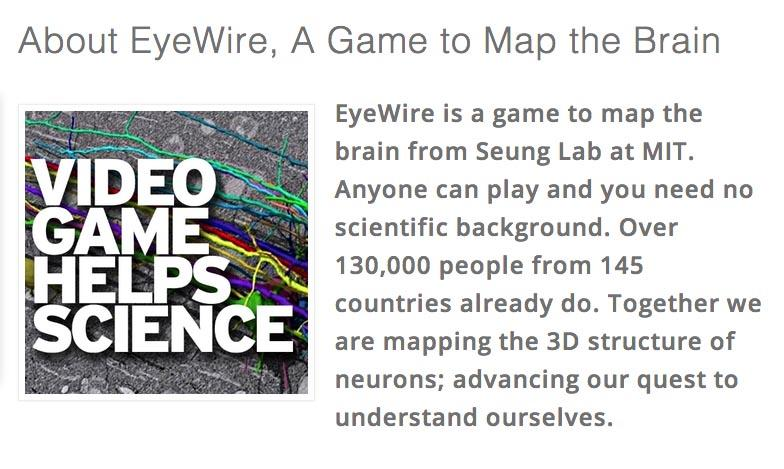 About EyeWire, A Game to Map the Brain
VIDEO
GAME
HELPS
SCIENCE
EyeWire is a game to map the
brain from Seung Lab at MIT.
Anyone can play and you need no
scientific background. Over
130,000 people from 145
countries already do. Together we
are mapping the 3D structure of
neurons; advancing our quest to
understand ourselves.